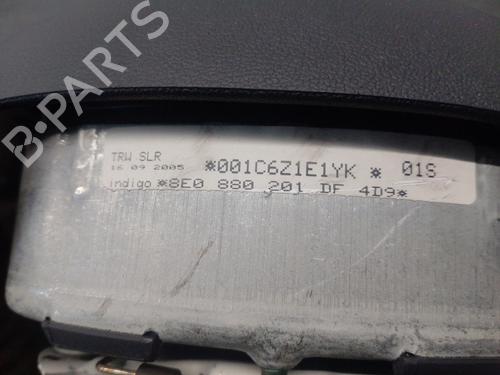 TRW SLR
16 09 2005 *001C6Z1E1YK * 01S
indigo *8E0 880 201 DF 4D9*
B-PARTS